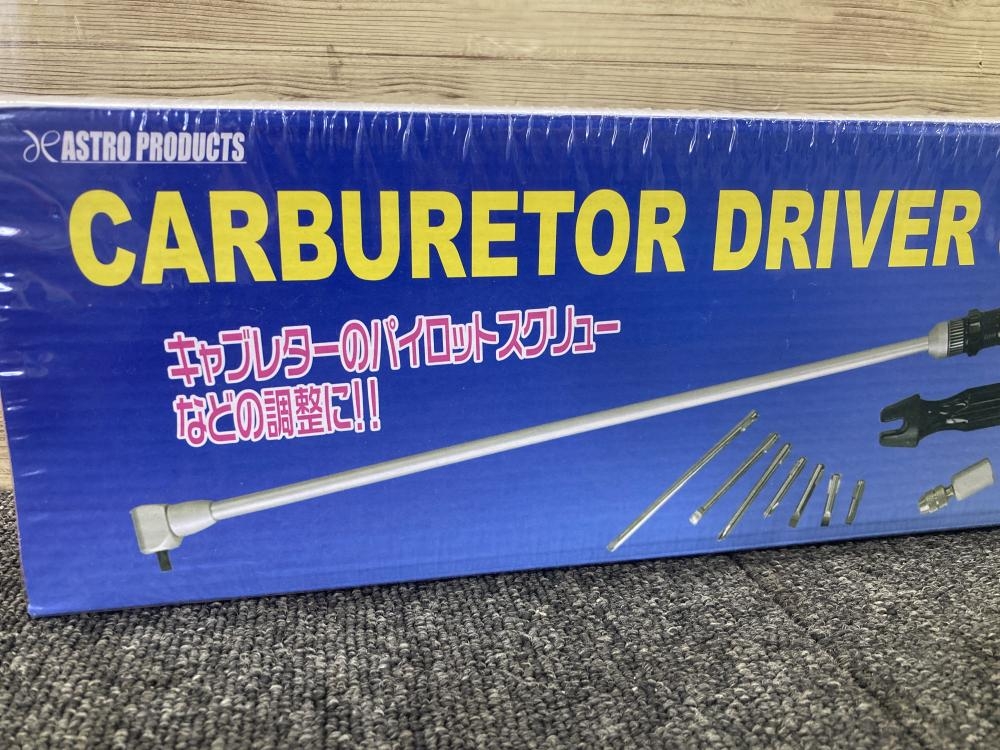 ASTRO PRODUCTS
CARBURETOR DRIVER
キャブレターのパイロットスクリュー
などの調整に!!